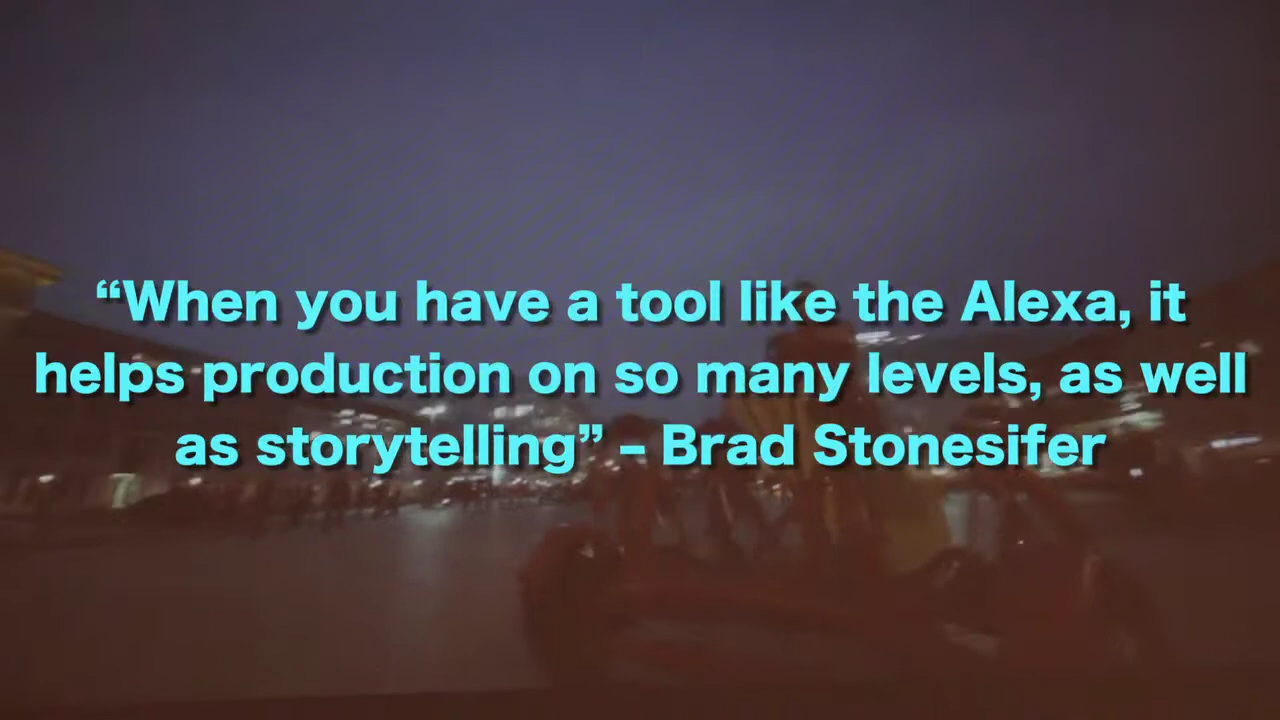 “When you have a tool like the Alexa, it
helps production on so many levels, as well
as storytelling” – Brad Stonesifer